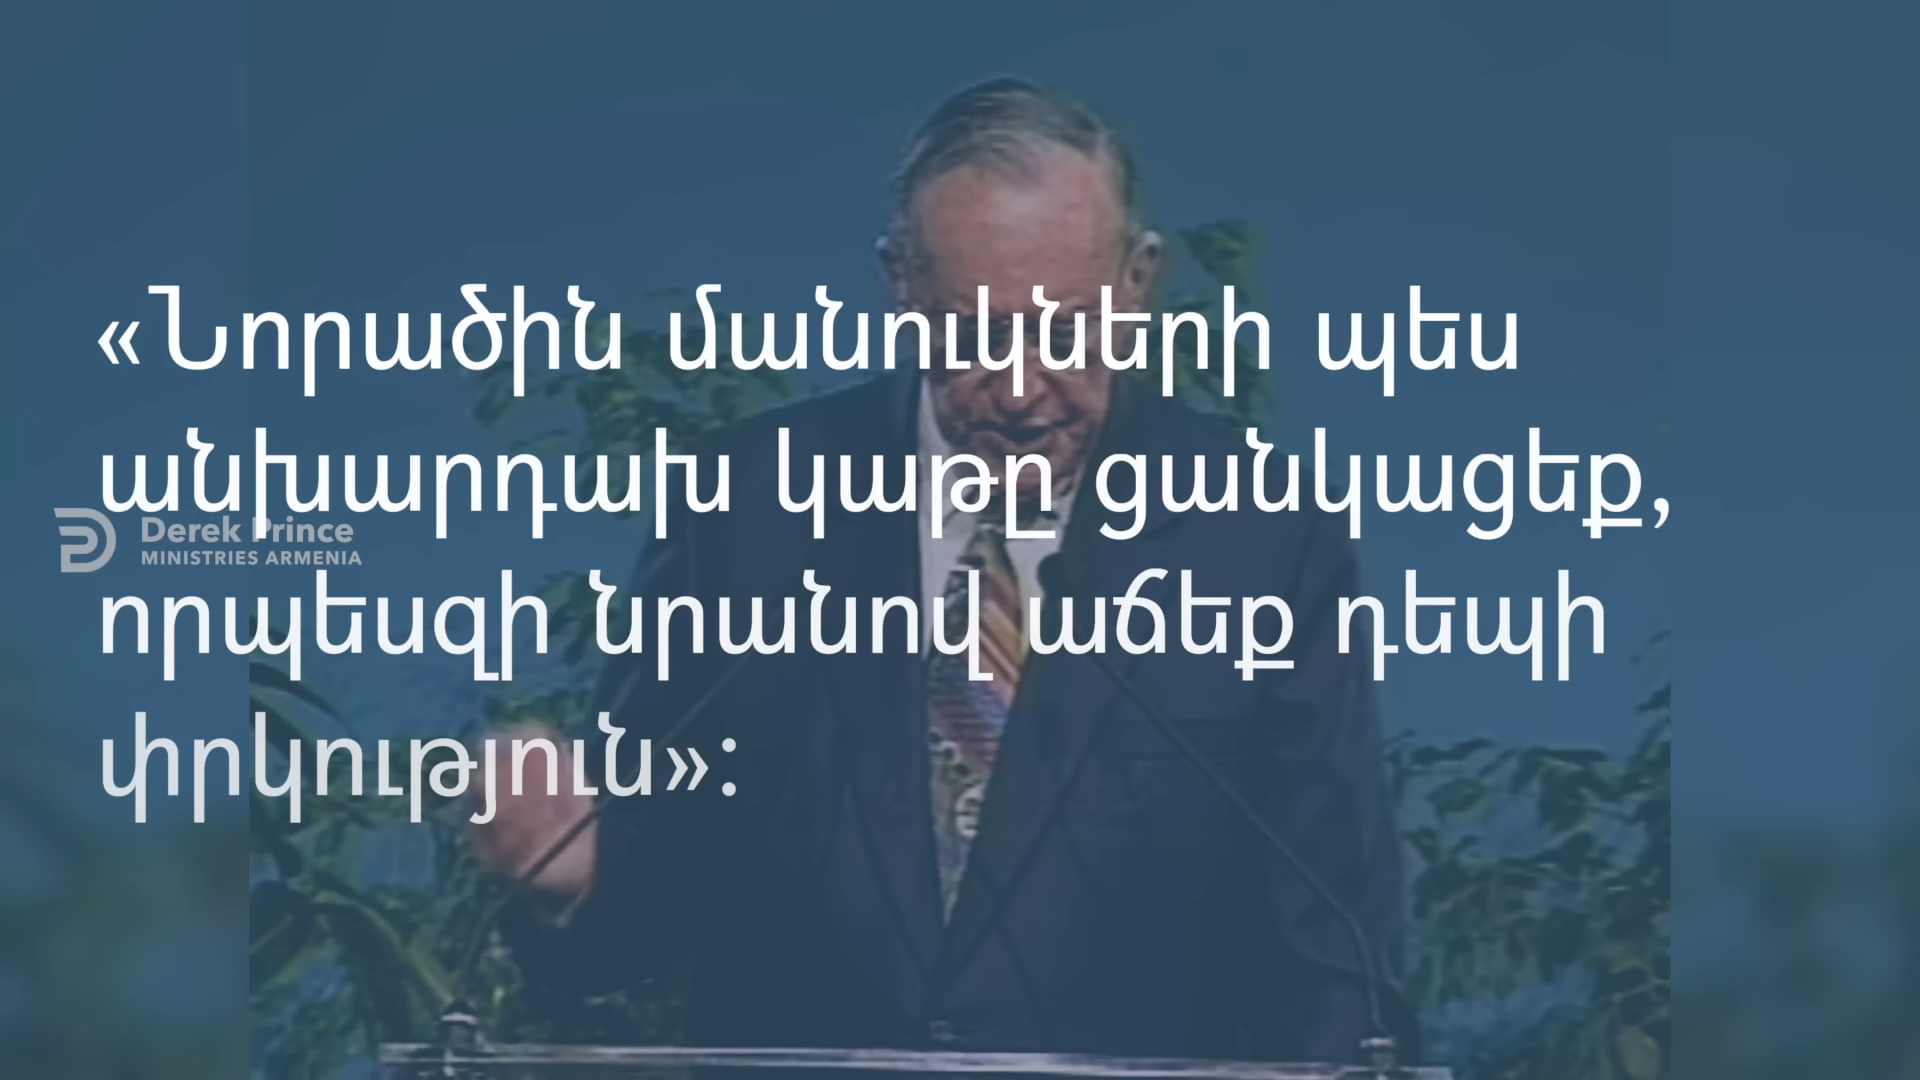 «Նորածին մանուկների պես
անխարդախ կաթը ցանկացեք,
Derek Prince
MINISTRIES ARMENIA
որպեսզի նրանով աճեք դեպի
փրկություն»: